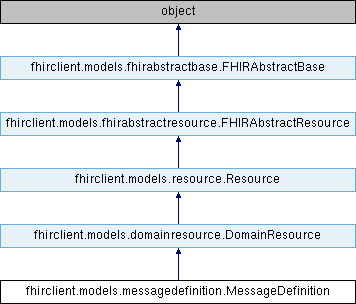 object
fhirclient.models.fhirabstractbase.FHIRAbstractBase
fhirclient.models.fhirabstractresource.FHIRAbstractResource
fhirclient.models.resource.Resource
fhirclient.models.domainresource.DomainResource
fhirclient.models.messagedefinition.MessageDefinition